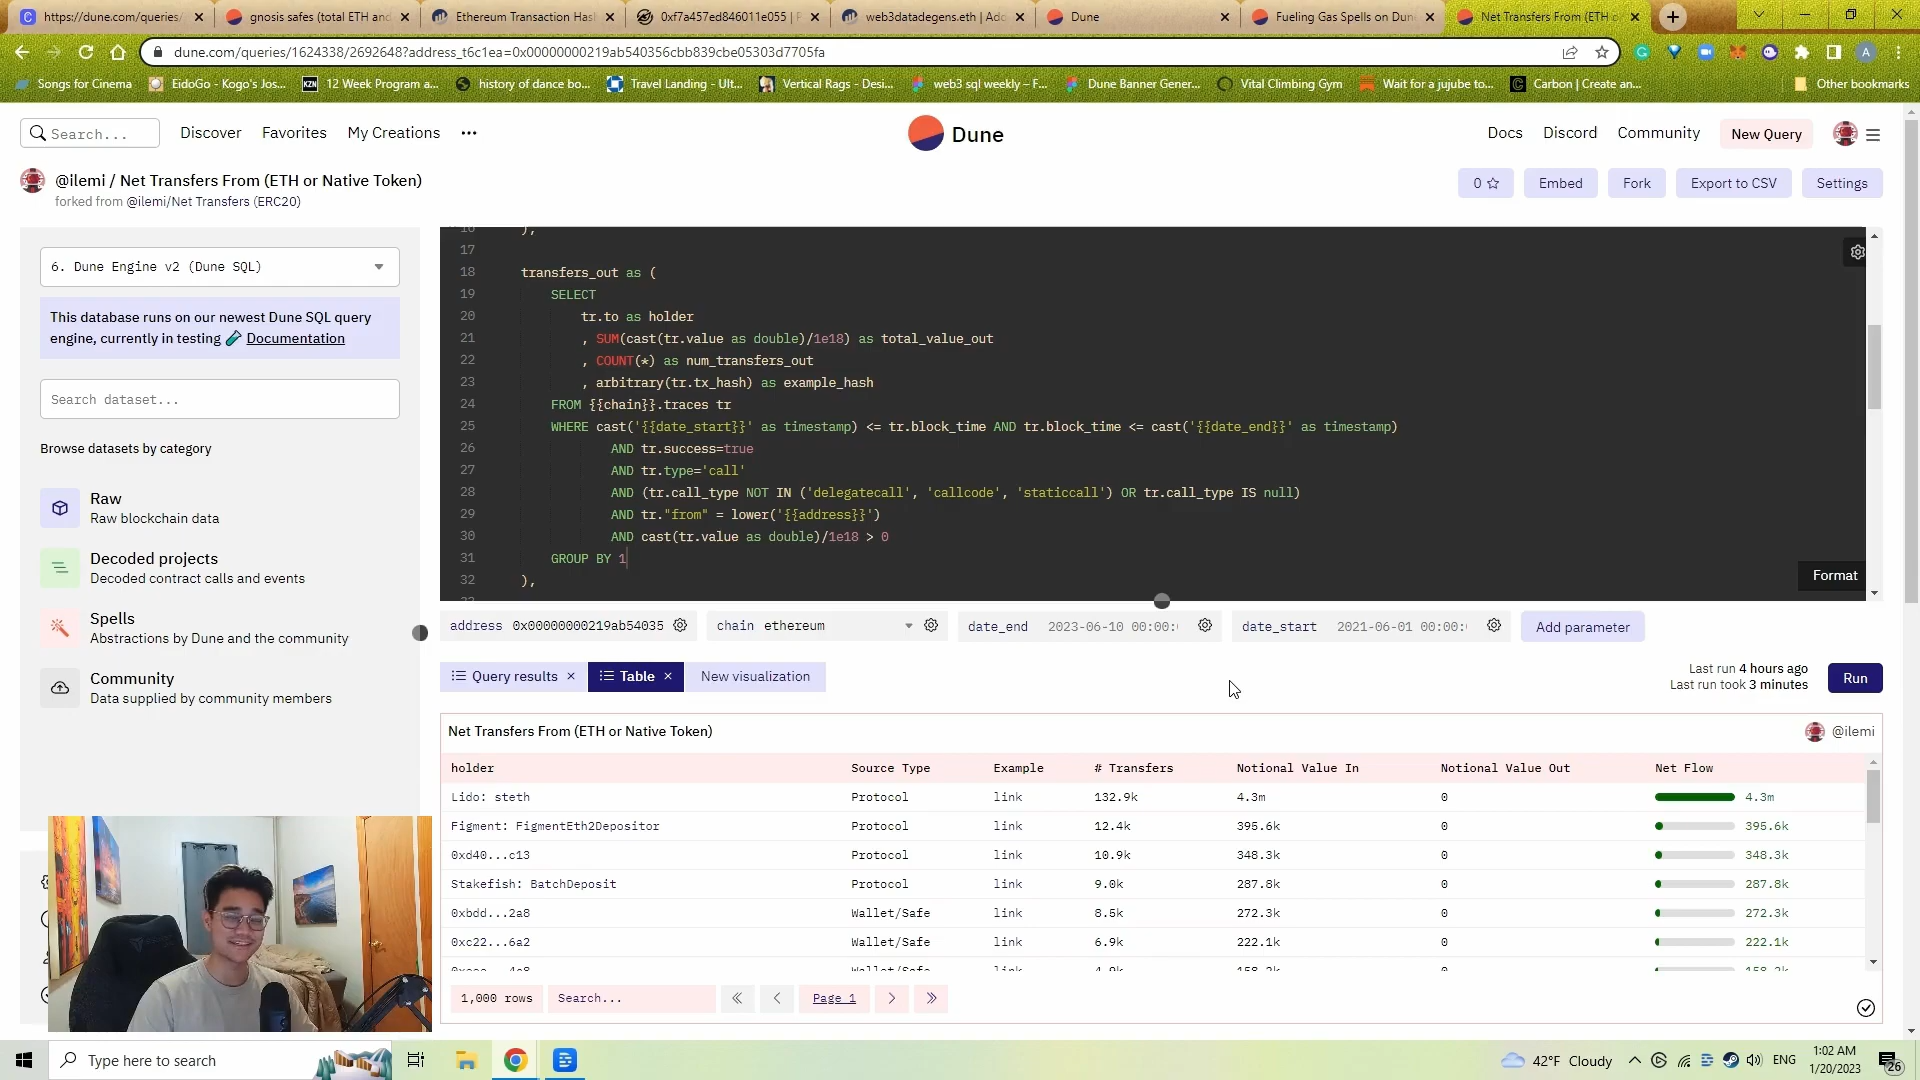 https://dune.com/queries/
gnosis safes (total ETH and
Ethereum Transaction Has
0xf7a457ed846011e055 | P
web3datadegens.eth | Add
Dune
Fueling Gas Spells on Dun
Net Transfers From (ETH o
dune.com/queries/1624338/2692648?address_t6c1ea=0x00000000219ab540356cbb839cbe05303d7705fa
Songs for Cinema
EidoGo - Kogo's Jos...
KZN
12 Week Program a...
history of dance bo...
Travel Landing - Ult...
Vertical Rags - Desi...
web3 sql weekly – F...
Dune Banner Gener...
Vital Climbing Gym
Wait for a jujube to...
Carbon | Create an...
Other bookmarks
Search...
Discover
Favorites
My Creations
Dune
Docs
Discord
Community
New Query
@ilemi / Net Transfers From (ETH or Native Token)
forked from @ilemi/Net Transfers (ERC20)
0
Embed
Fork
Export to CSV
Settings
6. Dune Engine v2 (Dune SQL)
This database runs on our newest Dune SQL query
engine, currently in testing Documentation
Search dataset...
Browse datasets by category
Raw
Raw blockchain data
Decoded projects
Decoded contract calls and events
Spells
Abstractions by Dune and the community
Community
Data supplied by community members
16 ),
17
18 transfers_out as (
19 SELECT
20 tr.to as holder
21 , SUM(cast(tr.value as double)/1e18) as total_value_out
22 , COUNT(*) as num_transfers_out
23 , arbitrary(tr.tx_hash) as example_hash
24 FROM {{chain}}.traces tr
25 WHERE cast('{{date_start}}' as timestamp) <= tr.block_time AND tr.block_time <= cast('{{date_end}}' as timestamp)
26 AND tr.success=true
27 AND tr.type='call'
28 AND (tr.call_type NOT IN ('delegatecall', 'callcode', 'staticcall') OR tr.call_type IS null)
29 AND tr."from" = lower('{{address}}')
30 AND cast(tr.value as double)/1e18 > 0
31 GROUP BY 1
32 ),
Format
address 0x00000000219ab54035
chain ethereum
date_end 2023-06-10 00:00:
date_start 2021-06-01 00:00:
Add parameter
Query results
Table
New visualization
Last run 4 hours ago
Last run took 3 minutes
Run
Net Transfers From (ETH or Native Token)
@ilemi
holder Source Type Example # Transfers Notional Value In Notional Value Out Net Flow
Lido: steth Protocol link 132.9k 4.3m 0 4.3m
Figment: FigmentEth2Depositor Protocol link 12.4k 395.6k 0 395.6k
0xd40...c13 Protocol link 10.9k 348.3k 0 348.3k
Stakefish: BatchDeposit Protocol link 9.0k 287.8k 0 287.8k
0xbdd...2a8 Wallet/Safe link 8.5k 272.3k 0 272.3k
0xc22...6a2 Wallet/Safe link 6.9k 222.1k 0 222.1k
Wallet/Safe link
1,000 rows
Search...
Page 1
Type here to search
42°F Cloudy
ENG
1:02 AM
1/20/2023
26